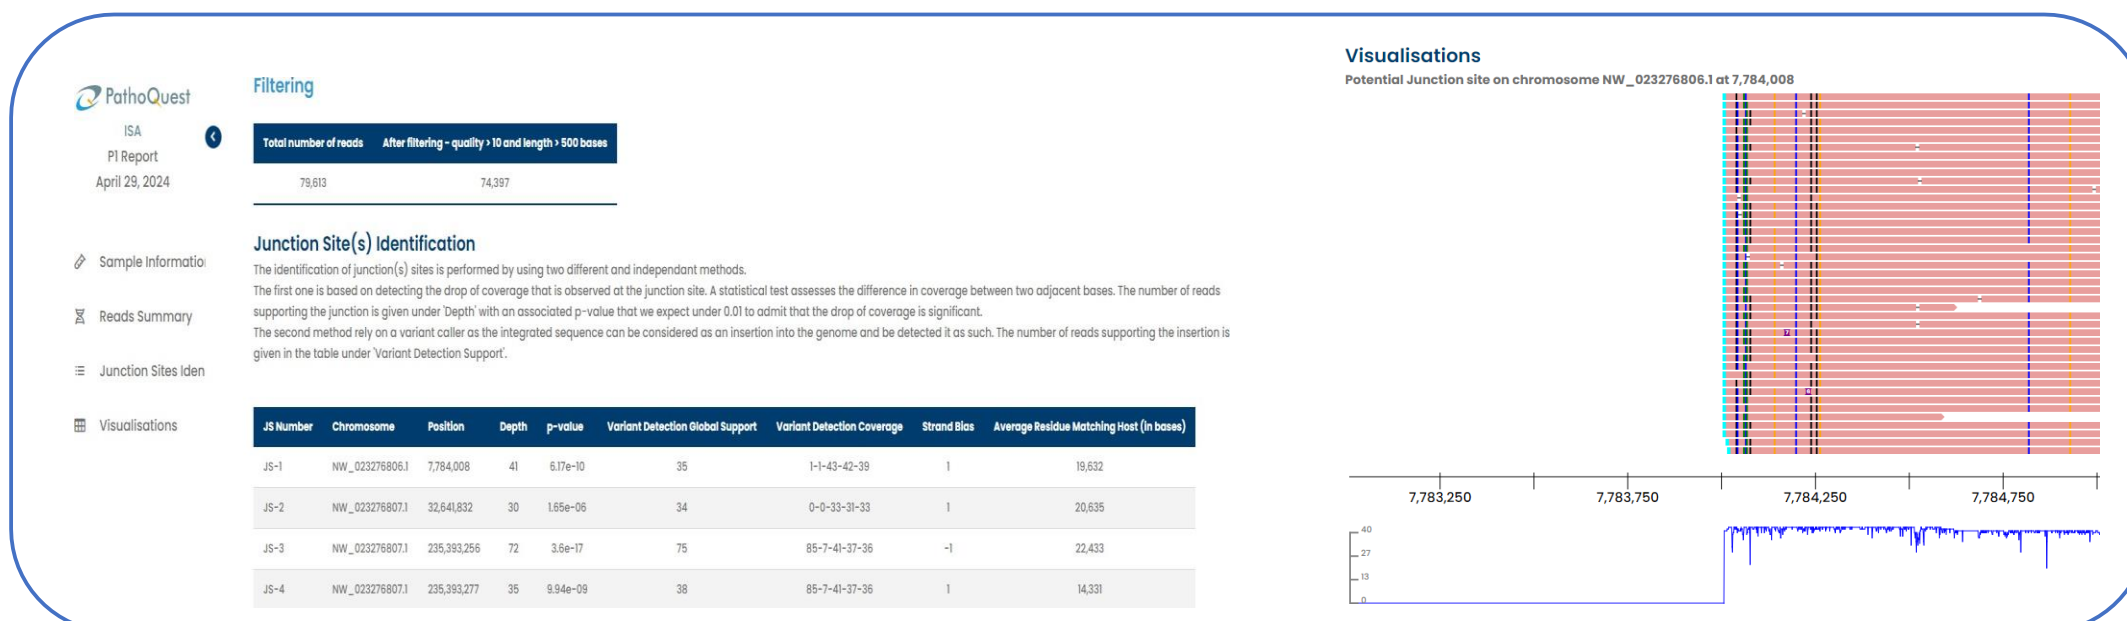 PathoQuest
ISA
P1 Report
April 29, 2024
Sample Informatio
Reads Summary
Junction Sites Iden
Visualisations
Filtering
Total number of reads After filtering - quality > 10 and length > 500 bases
79,613 74,397
Junction Site(s) Identification
The identification of junction(s) sites is performed by using two different and independant methods.
The first one is based on detecting the drop of coverage that is observed at the junction site. A statistical test assesses the difference in coverage between two adjacent bases. The number of reads
supporting the junction is given under 'Depth' with an associated p-value that we expect under 0.01 to admit that the drop of coverage is significant.
The second method rely on a variant caller as the integrated sequence can be considered as an insertion into the genome and be detected it as such. The number of reads supporting the insertion is
given in the table under 'Variant Detection Support'.
JS Number Chromosome Position Depth p-value Variant Detection Global Support Variant Detection Coverage Strand Bias Average Residue Matching Host (in bases)
JS-1 NW_023276806.1 7,784,008 41 6.17e-10 35 1-1-43-42-39 1 19,632
JS-2 NW_023276807.1 32,641,832 30 1.65e-06 34 0-0-33-31-33 1 20,635
JS-3 NW_023276807.1 235,393,256 72 3.6e-17 75 85-7-41-37-36 -1 22,433
JS-4 NW_023276807.1 235,393,277 35 9.94e-09 38 85-7-41-37-36 1 14,331
Visualisations
Potential Junction site on chromosome NW_023276806.1 at 7,784,008
7,783,250 7,783,750 7,784,250 7,784,750
40
27
13
0